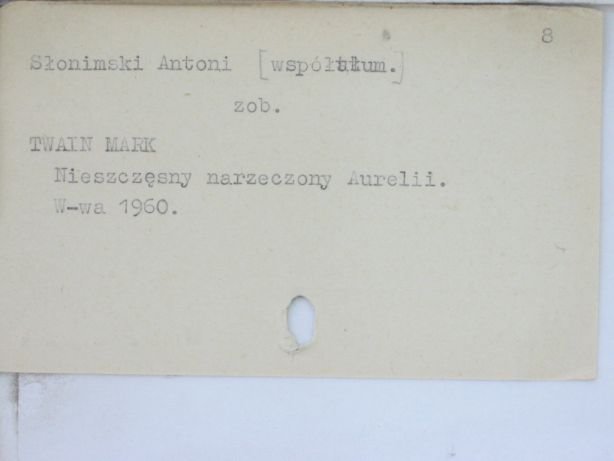 8
Słonimski Antoni [współtłum.]
zob.
TWAIN MARK
Nieszczęsny narzeczony Aurelii.
W-wa 1960.